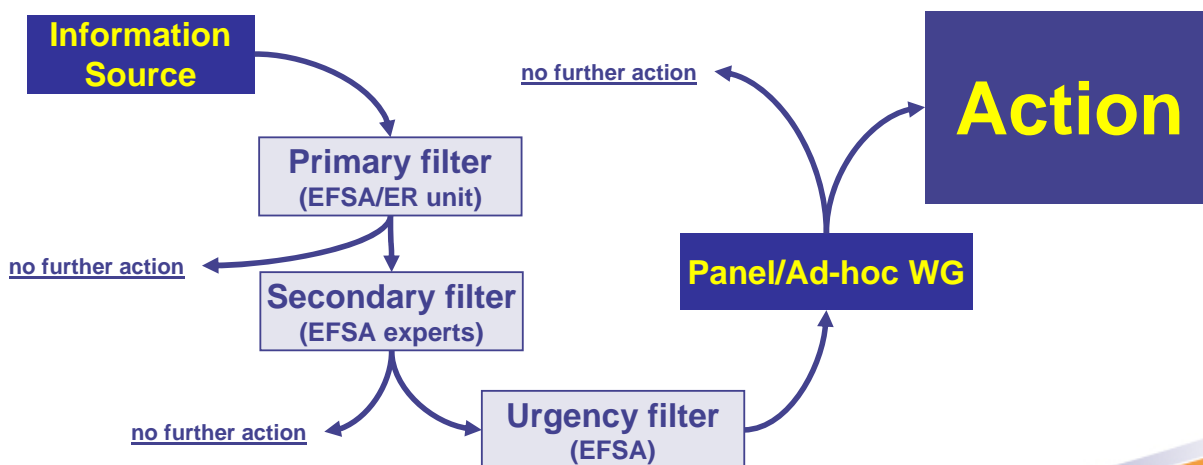 Information
Source
Primary filter
(EFSA/ER unit)
no further action
Secondary filter
(EFSA experts)
no further action
Urgency filter
(EFSA)
Panel/Ad-hoc WG
no further action
Action